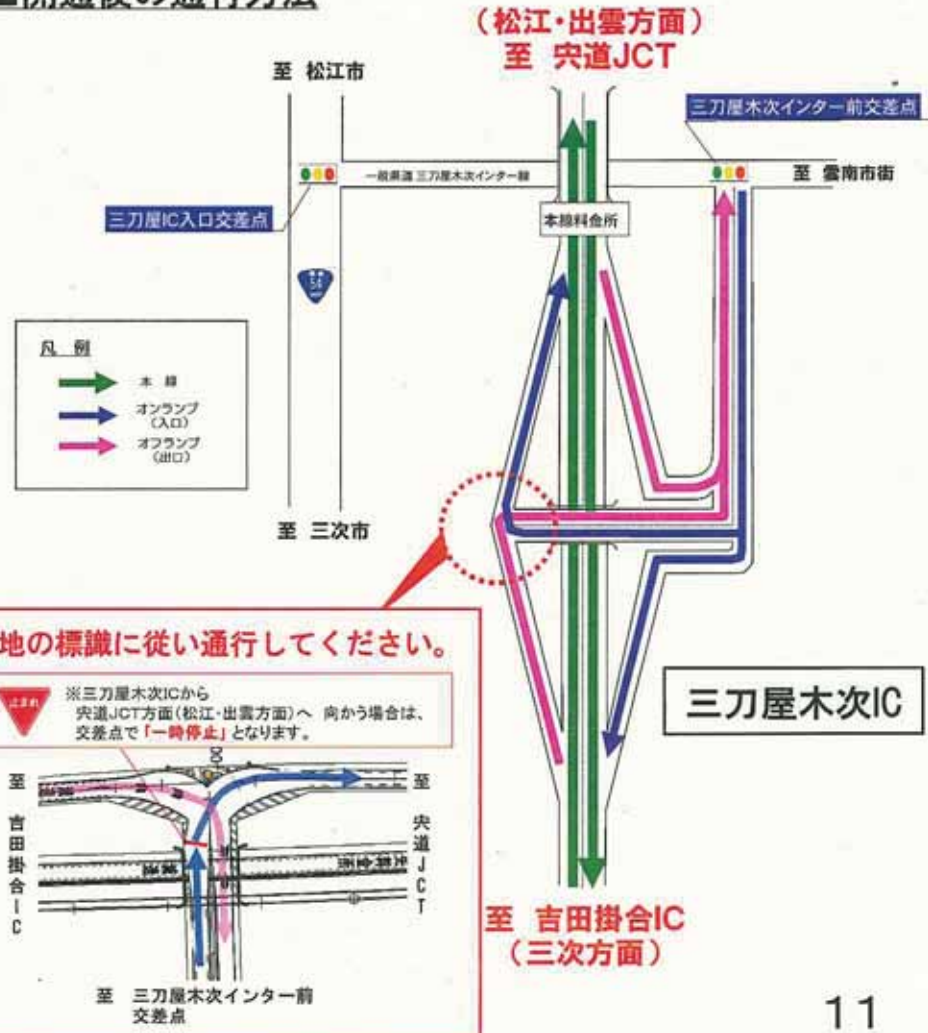 開通後の通行方法
(松江・出雲方面)
至 宍道JCT
至 松江市
三刀屋木次インター前交差点
一般県道 三刀屋木次インター線
至 雲南市街
三刀屋IC入口交差点
本線料金所
54
凡 例
本 線
オンランプ
(入口)
オフランプ
(出口)
至 三次市
地の標識に従い通行してください。
止まれ
※三刀屋木次ICから
宍道JCT方面(松江・出雲方面)へ 向かう場合は、
交差点で「一時停止」となります。
三刀屋木次IC
至 吉田掛合IC
至 宍道JCT
至 三刀屋木次インター前
交差点
至 吉田掛合IC
(三次方面)
11